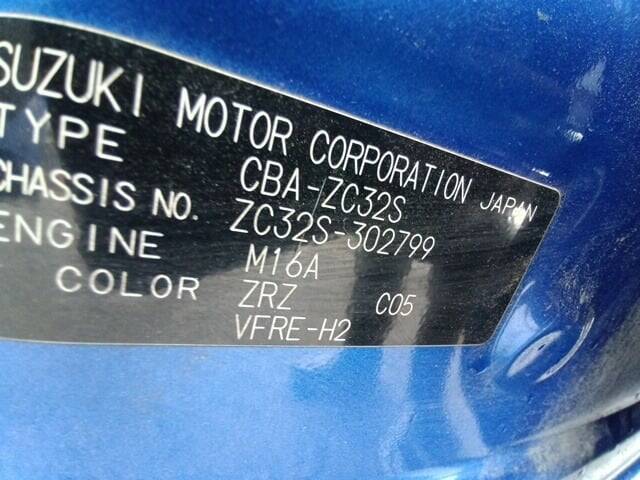 SUZUKI MOTOR CORPORATION JAPAN
TYPE CBA-ZC32S
CHASSIS NO. ZC32S-302799
ENGINE M16A
COLOR ZRZ C05
VFRE-H2